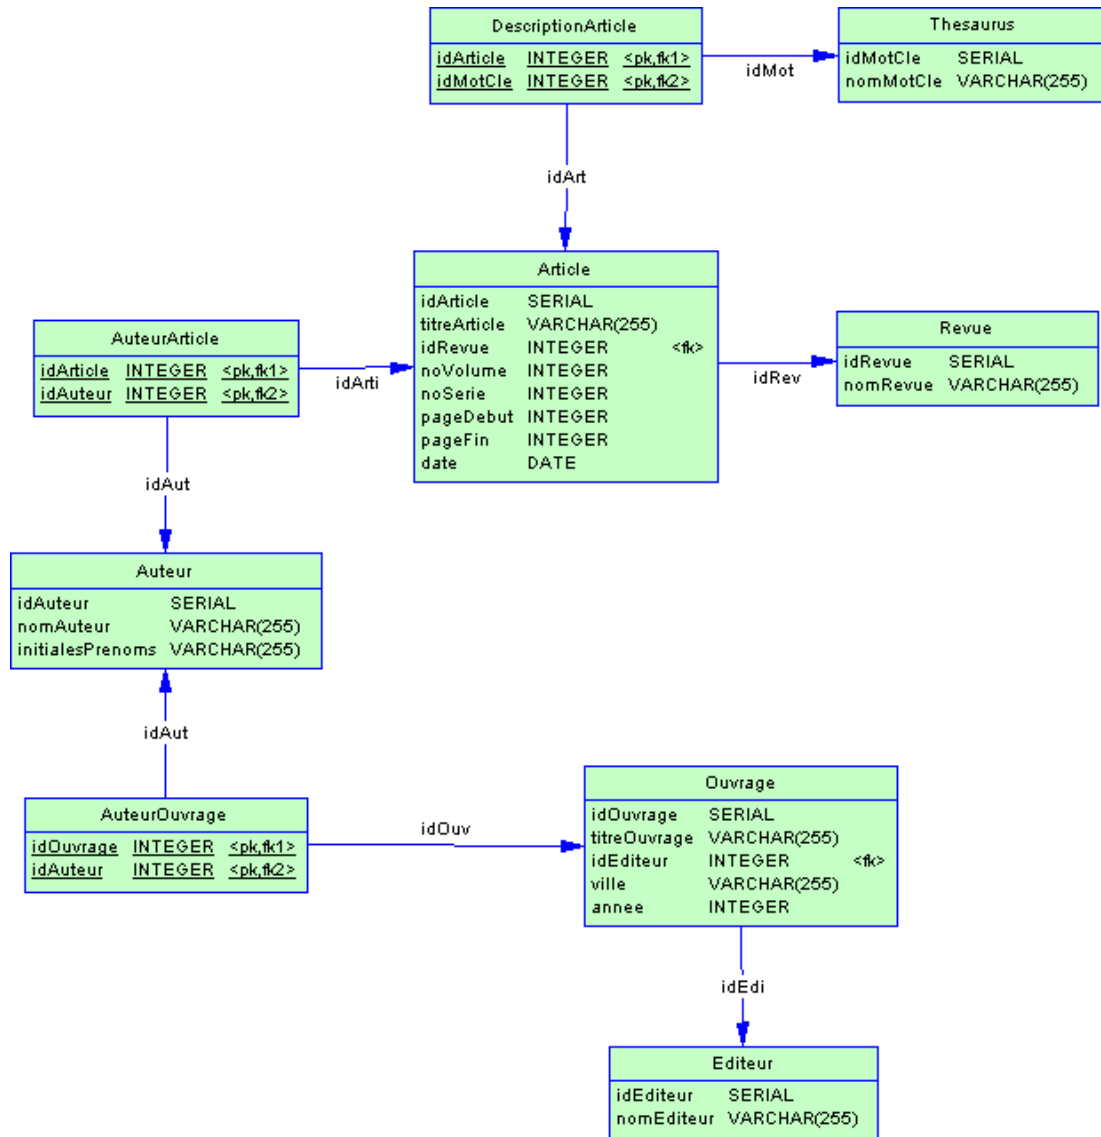 DescriptionArticle
idArticle INTEGER <pk,fk1>
idMotCle INTEGER <pk,fk2>
idMot
Thesaurus
idMotCle SERIAL
nomMotCle VARCHAR(255)
idArt
Article
idArticle SERIAL
titreArticle VARCHAR(255)
idRevue INTEGER <fk>
noVolume INTEGER
noSerie INTEGER
pageDebut INTEGER
pageFin INTEGER
date DATE
AuteurArticle
idArticle INTEGER <pk,fk1>
idAuteur INTEGER <pk,fk2>
idArti
idRev
Revue
idRevue SERIAL
nomRevue VARCHAR(255)
idAut
Auteur
idAuteur SERIAL
nomAuteur VARCHAR(255)
initialesPrenoms VARCHAR(255)
idAut
AuteurOuvrage
idOuvrage INTEGER <pk,fk1>
idAuteur INTEGER <pk,fk2>
idOuv
Ouvrage
idOuvrage SERIAL
titreOuvrage VARCHAR(255)
idEditeur INTEGER <fk>
ville VARCHAR(255)
annee INTEGER
idEdi
Editeur
idEditeur SERIAL
nomEditeur VARCHAR(255)